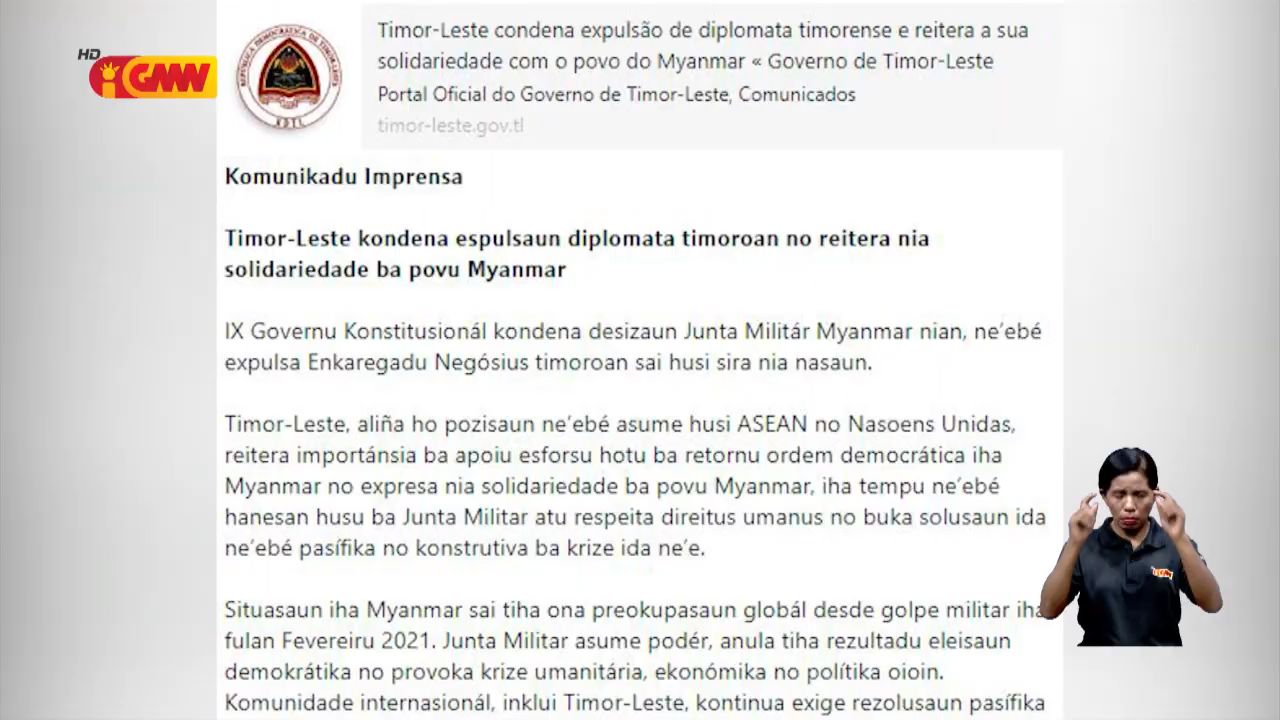 HD
GMN
REPÚBLICA DEMOCRÁTICA DE TIMOR-LESTE
RDTL
Timor-Leste condena expulsão de diplomata timorense e reitera a sua
solidariedade com o povo do Myanmar « Governo de Timor-Leste
Portal Oficial do Governo de Timor-Leste, Comunicados
timor-leste.gov.tl
Komunikadu Imprensa
Timor-Leste kondena espulsaun diplomata timoroan no reitera nia
solidariedade ba povu Myanmar
IX Governu Konstitusionál kondena desizaun Junta Militár Myanmar nian, ne’ebé
expulsa Enkaregadu Negósius timoroan sai husi sira nia nasaun.
Timor-Leste, aliña ho pozisaun ne’ebé asume husi ASEAN no Nasoens Unidas,
reitera importánsia ba apoiu esforsu hotu ba retornu ordem democrática iha
Myanmar no expresa nia solidariedade ba povu Myanmar, iha tempu ne’ebé
hanesan husu ba Junta Militar atu respeita direitus umanus no buka solusaun ida
ne’ebé pasífika no konstrutiva ba krize ida ne’e.
Situasaun iha Myanmar sai tiha ona preokupasaun globál desde golpe militar iha
fulan Fevereiru 2021. Junta Militar asume podér, anula tiha rezultadu eleisaun
demokrátika no provoka krize umanitária, ekonómika no polítika oioin.
Komunidade internasionál, inklui Timor-Leste, kontinua exige rezolusaun pasífika